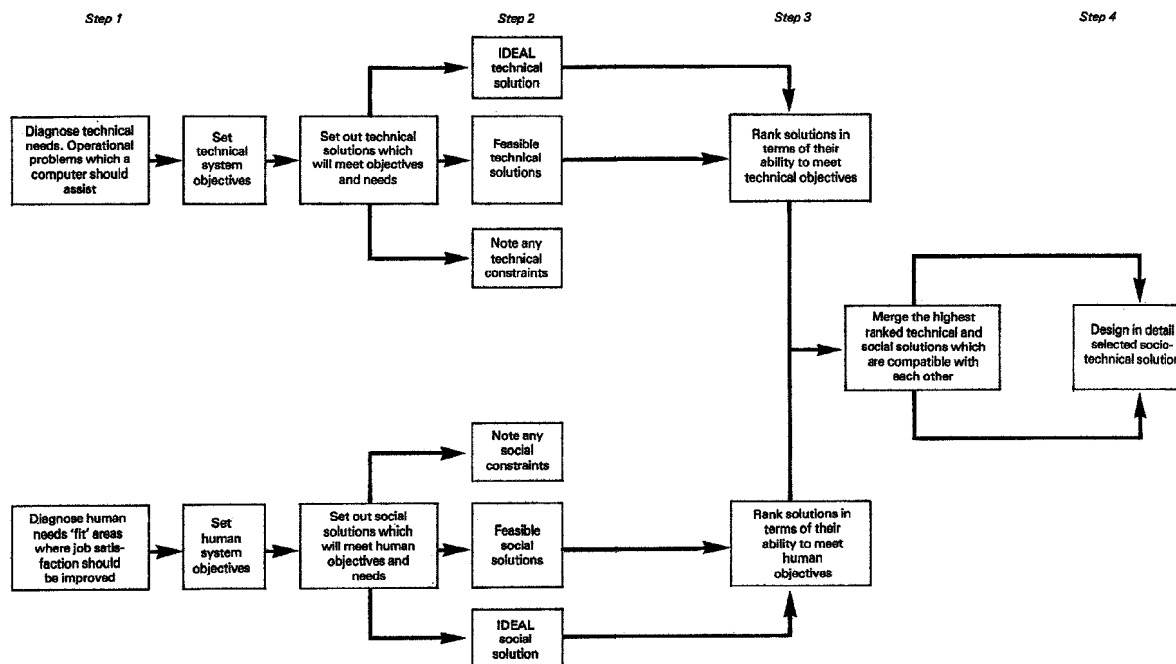 Step 1
Step 2
Step 3
Step 4
IDEAL
technical
solution
Diagnose technical
needs. Operational
problems which a
computer should
assist
Set
technical
system
objectives
Set out technical
solutions which
will meet objectives
and needs
Feasible
technical
solutions
Rank solutions in
terms of their
ability to meet
technical objectives
Note any
technical
constraints
Merge the highest
ranked technical and
social solutions which
are compatible with
each other
Design in detail
selected socio-
technical solution
Note any
social
constraints
Diagnose human
needs 'fit' areas
where job satis-
faction should
be improved
Set
human
system
objectives
Set out social
solutions which
will meet human
objectives and
needs
Feasible
social
solutions
Rank solutions in
terms of their
ability to meet
human
objectives
IDEAL
social
solution